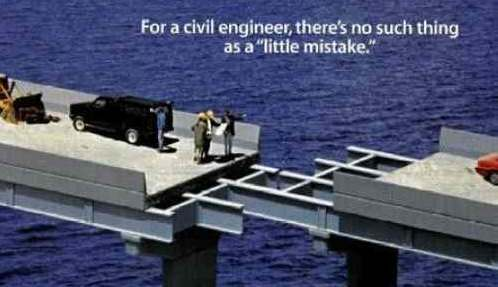 For a civil engineer, there's no such thing
as a "little mistake."